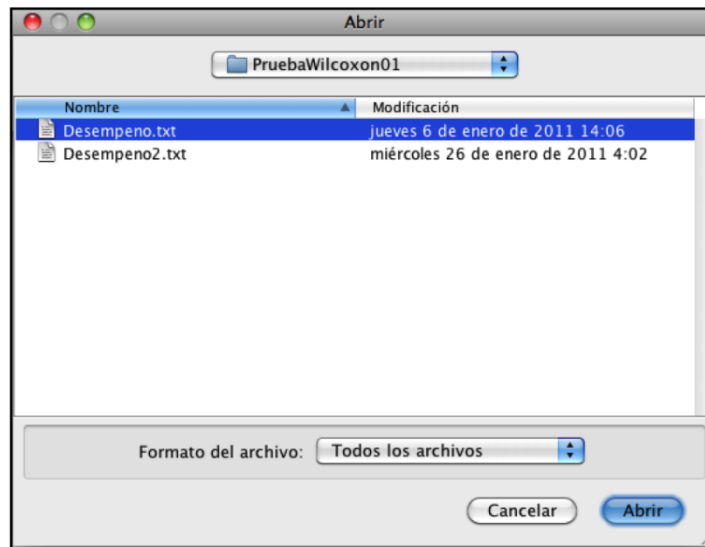 Abrir
PruebaWilcoxon01
Nombre Modificación
Desempeno.txt jueves 6 de enero de 2011 14:06
Desempeno2.txt miércoles 26 de enero de 2011 4:02
Formato del archivo: Todos los archivos
Cancelar Abrir